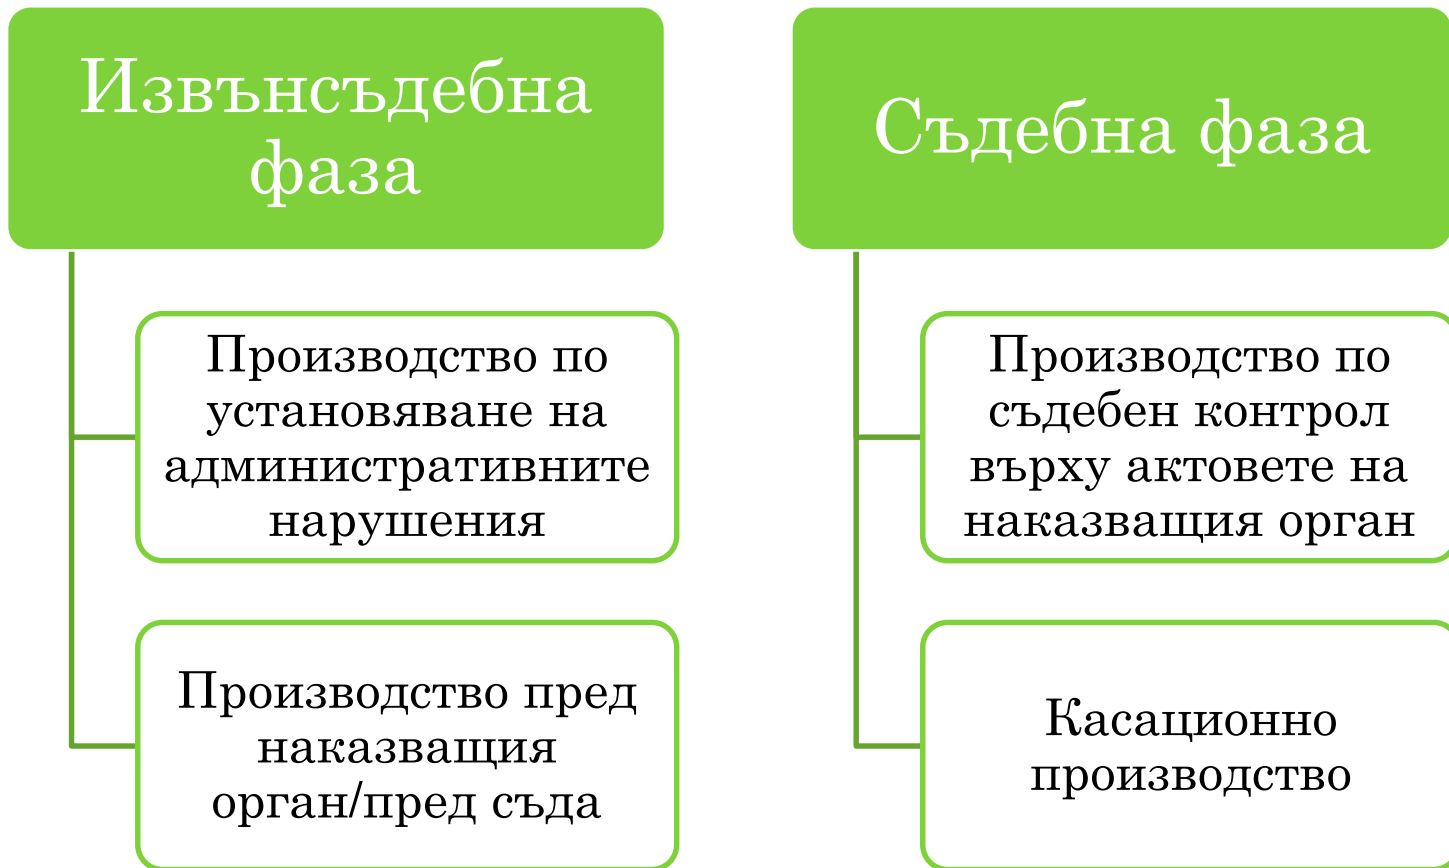 Извънсъдебна
фаза
Производство по
установяване на
административните
нарушения
Производство пред
наказващия
орган/пред съда
Съдебна фаза
Производство по
съдебен контрол
върху актовете на
наказващия орган
Касационно
производство